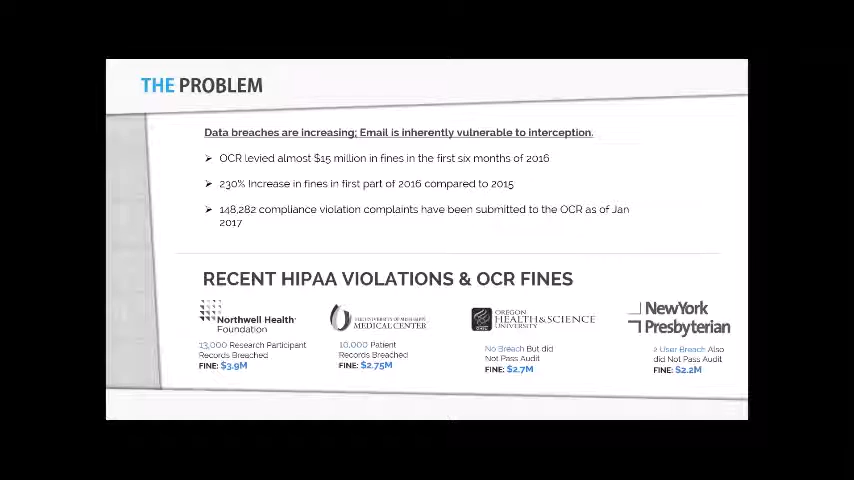 THE PROBLEM
Data breaches are increasing; Email is inherently vulnerable to interception.
➢ OCR levied almost $15 million in fines in the first six months of 2016
➢ 230% Increase in fines in first part of 2016 compared to 2015
➢ 148,282 compliance violation complaints have been submitted to the OCR as of Jan
2017
RECENT HIPAA VIOLATIONS & OCR FINES
Northwell Health
Foundation
13,000 Research Participant
Records Breached
FINE: $3.9M
THE UNIVERSITY OF MISSISSIPPI
MEDICAL CENTER
10,000 Patient
Records Breached
FINE: $2.75M
OREGON
HEALTH&SCIENCE
UNIVERSITY
No Breach But did
Not Pass Audit
FINE: $2.7M
NewYork
Presbyterian
2 User Breach Also
did Not Pass Audit
FINE: $2.2M